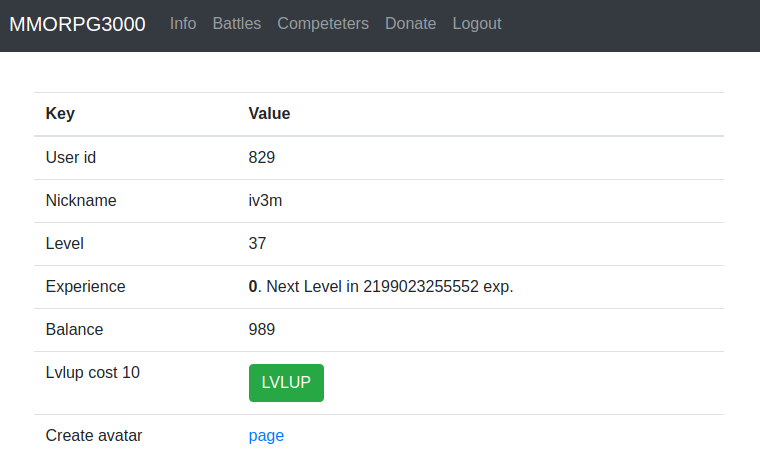 MMORPG3000 Info Battles Competeters Donate Logout
Key Value
User id 829
Nickname iv3m
Level 37
Experience 0. Next Level in 2199023255552 exp.
Balance 989
Lvlup cost 10 LVLUP
Create avatar page